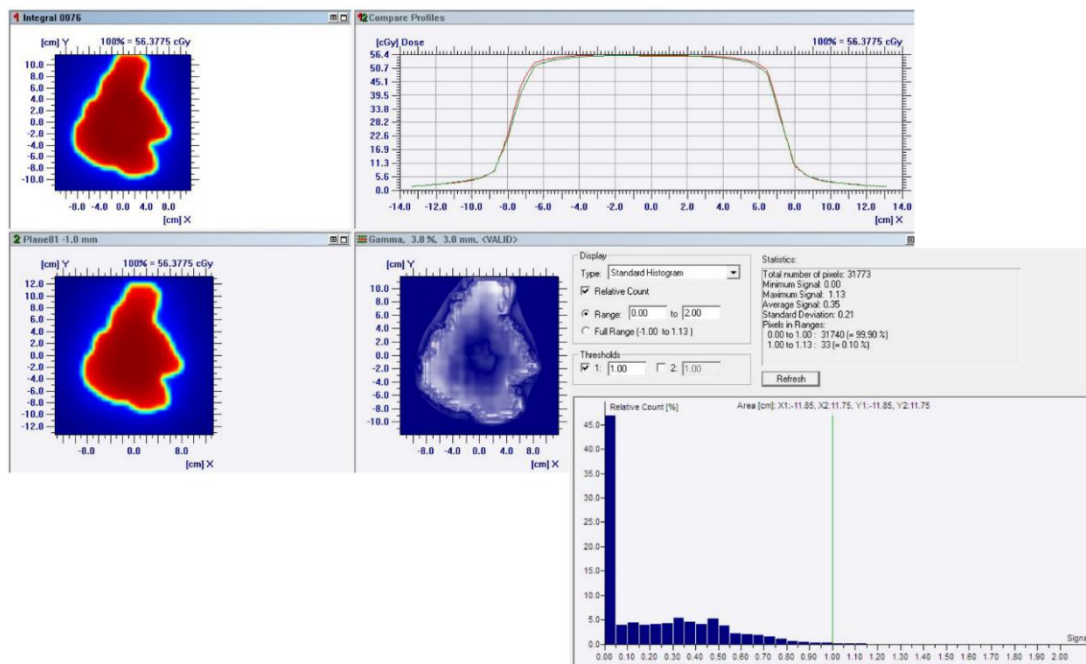 1 Integral 0076
[cm] Y
100% = 56.3775 cGy
10.0
8.0
6.0
4.0
2.0
0.0
-2.0
-4.0
-6.0
-8.0
-10.0
-8.0 -4.0 0.0 4.0 8.0
[cm] X
12 Compare Profiles
[cGy] Dose
100% = 56.3775 cGy
56.4
50.7
45.1
39.5
33.8
28.2
22.6
16.9
11.3
5.6
0.0
-14.0 -12.0 -10.0 -8.0 -6.0 -4.0 -2.0 0.0 2.0 4.0 6.0 8.0 10.0 12.0 14.0
[cm] X
2 Plane01 -1.0 mm
[cm] Y
100% = 56.3775 cGy
12.0
10.0
8.0
6.0
4.0
2.0
0.0
-2.0
-4.0
-6.0
-8.0
-10.0
-12.0
-8.0 -4.0 0.0 4.0 8.0
[cm] X
Gamma, 3.0 %, 3.0 mm, <VALID>
[cm] Y
10.0
8.0
6.0
4.0
2.0
0.0
-2.0
-4.0
-6.0
-8.0
-10.0
-8.0 -4.0 0.0 4.0 8.0
[cm] X
Display
Type: Standard Histogram
Relative Count
Range: 0.00 to 2.00
Full Range (-1.00 to 1.13 )
Thresholds
1: 1.00 2: 1.00
Statistics:
Total number of pixels: 31773
Minimum Signal: 0.00
Maximum Signal: 1.13
Average Signal: 0.35
Standard Deviation: 0.21
Pixels in Ranges:
0.00 to 1.00 : 31740 (= 99.90 %)
1.00 to 1.13 : 33 (= 0.10 %)
Refresh
Relative Count [%]
Area [cm]: X1:-11.85, X2:11.75, Y1:-11.85, Y2:11.75
45.0
40.0
35.0
30.0
25.0
20.0
15.0
10.0
5.0
0.0
Signa
0.00 0.10 0.20 0.30 0.40 0.50 0.60 0.70 0.80 0.90 1.00 1.10 1.20 1.30 1.40 1.50 1.60 1.70 1.80 1.90 2.00